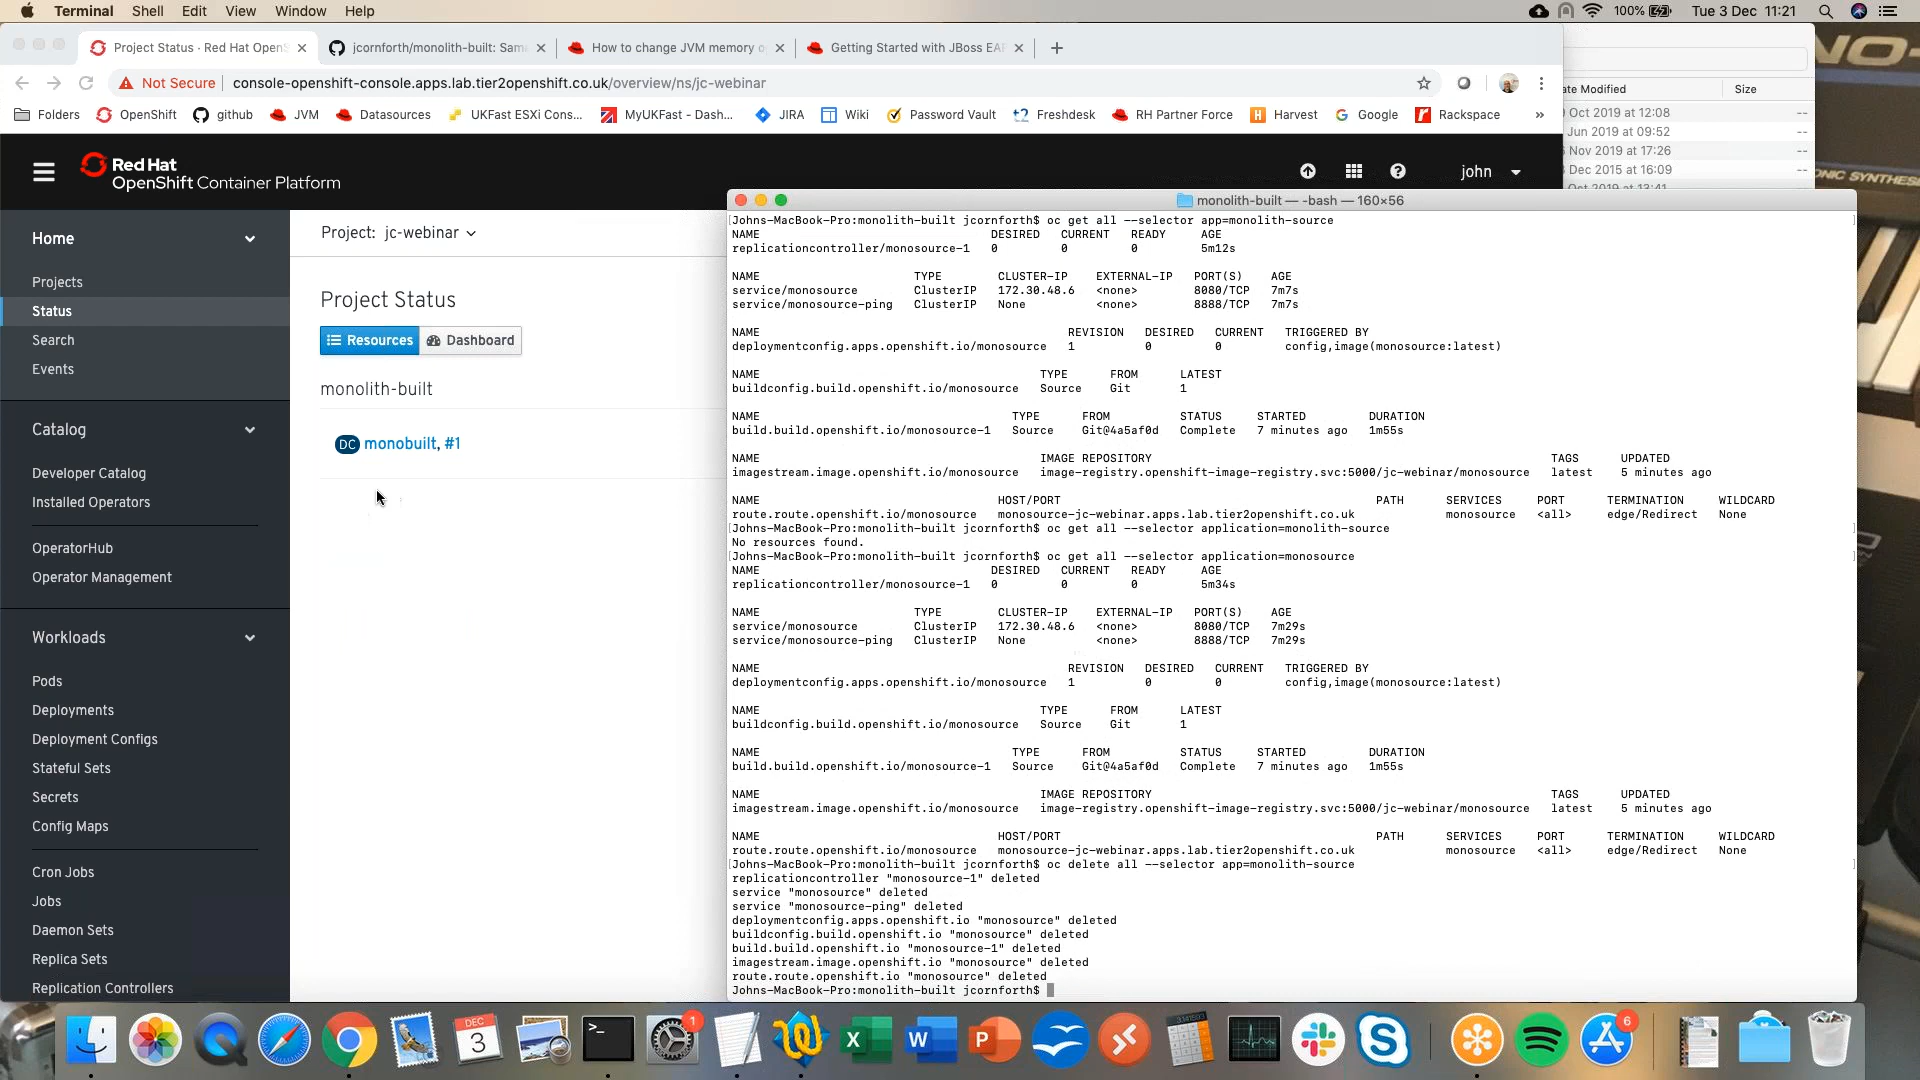 Terminal Shell Edit View Window Help 100% Tue 3 Dec 11:21
Project Status · Red Hat OpenS
jcornforth/monolith-built: Sam
How to change JVM memory o
Getting Started with JBoss EA
Not Secure console-openshift-console.apps.lab.tier2openshift.co.uk/overview/ns/jc-webinar
Folders OpenShift github JVM Datasources UKFast ESXi Cons... MyUKFast - Dash... JIRA Wiki Password Vault Freshdesk RH Partner Force Harvest Google Rackspace »
ate Modified Size
Oct 2019 at 12:08 --
Jun 2019 at 09:52 --
Nov 2019 at 17:26 --
Dec 2015 at 16:09 --
Oct 2019 at 13:41
Red Hat
OpenShift Container Platform
john
Home
Projects
Status
Search
Events
Catalog
Developer Catalog
Installed Operators
OperatorHub
Operator Management
Workloads
Pods
Deployments
Deployment Configs
Stateful Sets
Secrets
Config Maps
Cron Jobs
Jobs
Daemon Sets
Replica Sets
Replication Controllers
Project: jc-webinar
Project Status
Resources Dashboard
monolith-built
DC monobuilt, #1
monolith-built — -bash — 160×56
[Johns-MacBook-Pro:monolith-built jcornforth$ oc get all --selector app=monolith-source ]
NAME DESIRED CURRENT READY AGE
replicationcontroller/monosource-1 0 0 0 5m12s
NAME TYPE CLUSTER-IP EXTERNAL-IP PORT(S) AGE
service/monosource ClusterIP 172.30.48.6 <none> 8080/TCP 7m7s
service/monosource-ping ClusterIP None <none> 8888/TCP 7m7s
NAME REVISION DESIRED CURRENT TRIGGERED BY
deploymentconfig.apps.openshift.io/monosource 1 0 0 config,image(monosource:latest)
NAME TYPE FROM LATEST
buildconfig.build.openshift.io/monosource Source Git 1
NAME TYPE FROM STATUS STARTED DURATION
build.build.openshift.io/monosource-1 Source Git@4a5af0d Complete 7 minutes ago 1m55s
NAME IMAGE REPOSITORY TAGS UPDATED
imagestream.image.openshift.io/monosource image-registry.openshift-image-registry.svc:5000/jc-webinar/monosource latest 5 minutes ago
NAME HOST/PORT PATH SERVICES PORT TERMINATION WILDCARD
route.route.openshift.io/monosource monosource-jc-webinar.apps.lab.tier2openshift.co.uk monosource <all> edge/Redirect None
[Johns-MacBook-Pro:monolith-built jcornforth$ oc get all --selector application=monolith-source ]
No resources found.
[Johns-MacBook-Pro:monolith-built jcornforth$ oc get all --selector application=monosource ]
NAME DESIRED CURRENT READY AGE
replicationcontroller/monosource-1 0 0 0 5m34s
NAME TYPE CLUSTER-IP EXTERNAL-IP PORT(S) AGE
service/monosource ClusterIP 172.30.48.6 <none> 8080/TCP 7m29s
service/monosource-ping ClusterIP None <none> 8888/TCP 7m29s
NAME REVISION DESIRED CURRENT TRIGGERED BY
deploymentconfig.apps.openshift.io/monosource 1 0 0 config,image(monosource:latest)
NAME TYPE FROM LATEST
buildconfig.build.openshift.io/monosource Source Git 1
NAME TYPE FROM STATUS STARTED DURATION
build.build.openshift.io/monosource-1 Source Git@4a5af0d Complete 7 minutes ago 1m55s
NAME IMAGE REPOSITORY TAGS UPDATED
imagestream.image.openshift.io/monosource image-registry.openshift-image-registry.svc:5000/jc-webinar/monosource latest 5 minutes ago
NAME HOST/PORT PATH SERVICES PORT TERMINATION WILDCARD
route.route.openshift.io/monosource monosource-jc-webinar.apps.lab.tier2openshift.co.uk monosource <all> edge/Redirect None
[Johns-MacBook-Pro:monolith-built jcornforth$ oc delete all --selector app=monolith-source ]
replicationcontroller "monosource-1" deleted
service "monosource" deleted
service "monosource-ping" deleted
deploymentconfig.apps.openshift.io "monosource" deleted
buildconfig.build.openshift.io "monosource" deleted
build.build.openshift.io "monosource-1" deleted
imagestream.image.openshift.io "monosource" deleted
route.route.openshift.io "monosource" deleted
Johns-MacBook-Pro:monolith-built jcornforth$
DEC
3
1
6